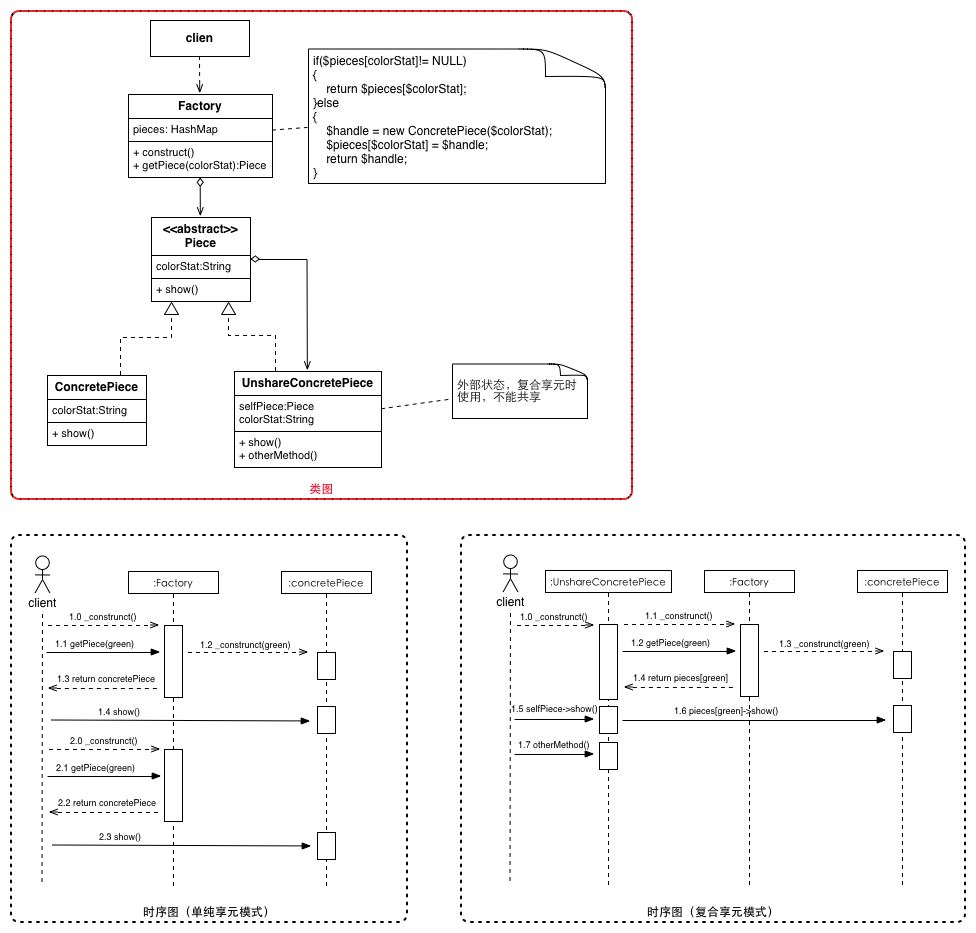 clien
Factory
pieces: HashMap
+ construct()
+ getPiece(colorStat):Piece
if($pieces[colorStat]!= NULL)
{
return $pieces[$colorStat];
}else
{
$handle = new ConcretePiece($colorStat);
$pieces[$colorStat] = $handle;
return $handle;
}
<<abstract>>
Piece
colorStat:String
+ show()
ConcretePiece
colorStat:String
+ show()
UnshareConcretePiece
selfPiece:Piece
colorStat:String
+ show()
+ otherMethod()
外部状态，复合享元时
使用，不能共享
类图
client
:Factory
:concretePiece
1.0 _construnct()
1.1 getPiece(green)
1.2 _construnct(green)
1.3 return concretePiece
1.4 show()
2.0 _construnct()
2.1 getPiece(green)
2.2 return concretePiece
2.3 show()
时序图（单纯享元模式）
client
:UnshareConcretePiece
:Factory
:concretePiece
1.0 _construnct()
1.1 _construnct()
1.2 getPiece(green)
1.3 _construnct(green)
1.4 return pieces[green]
1.5 selfPiece->show()
1.6 pieces[green]->show()
1.7 otherMethod()
时序图（复合享元模式）